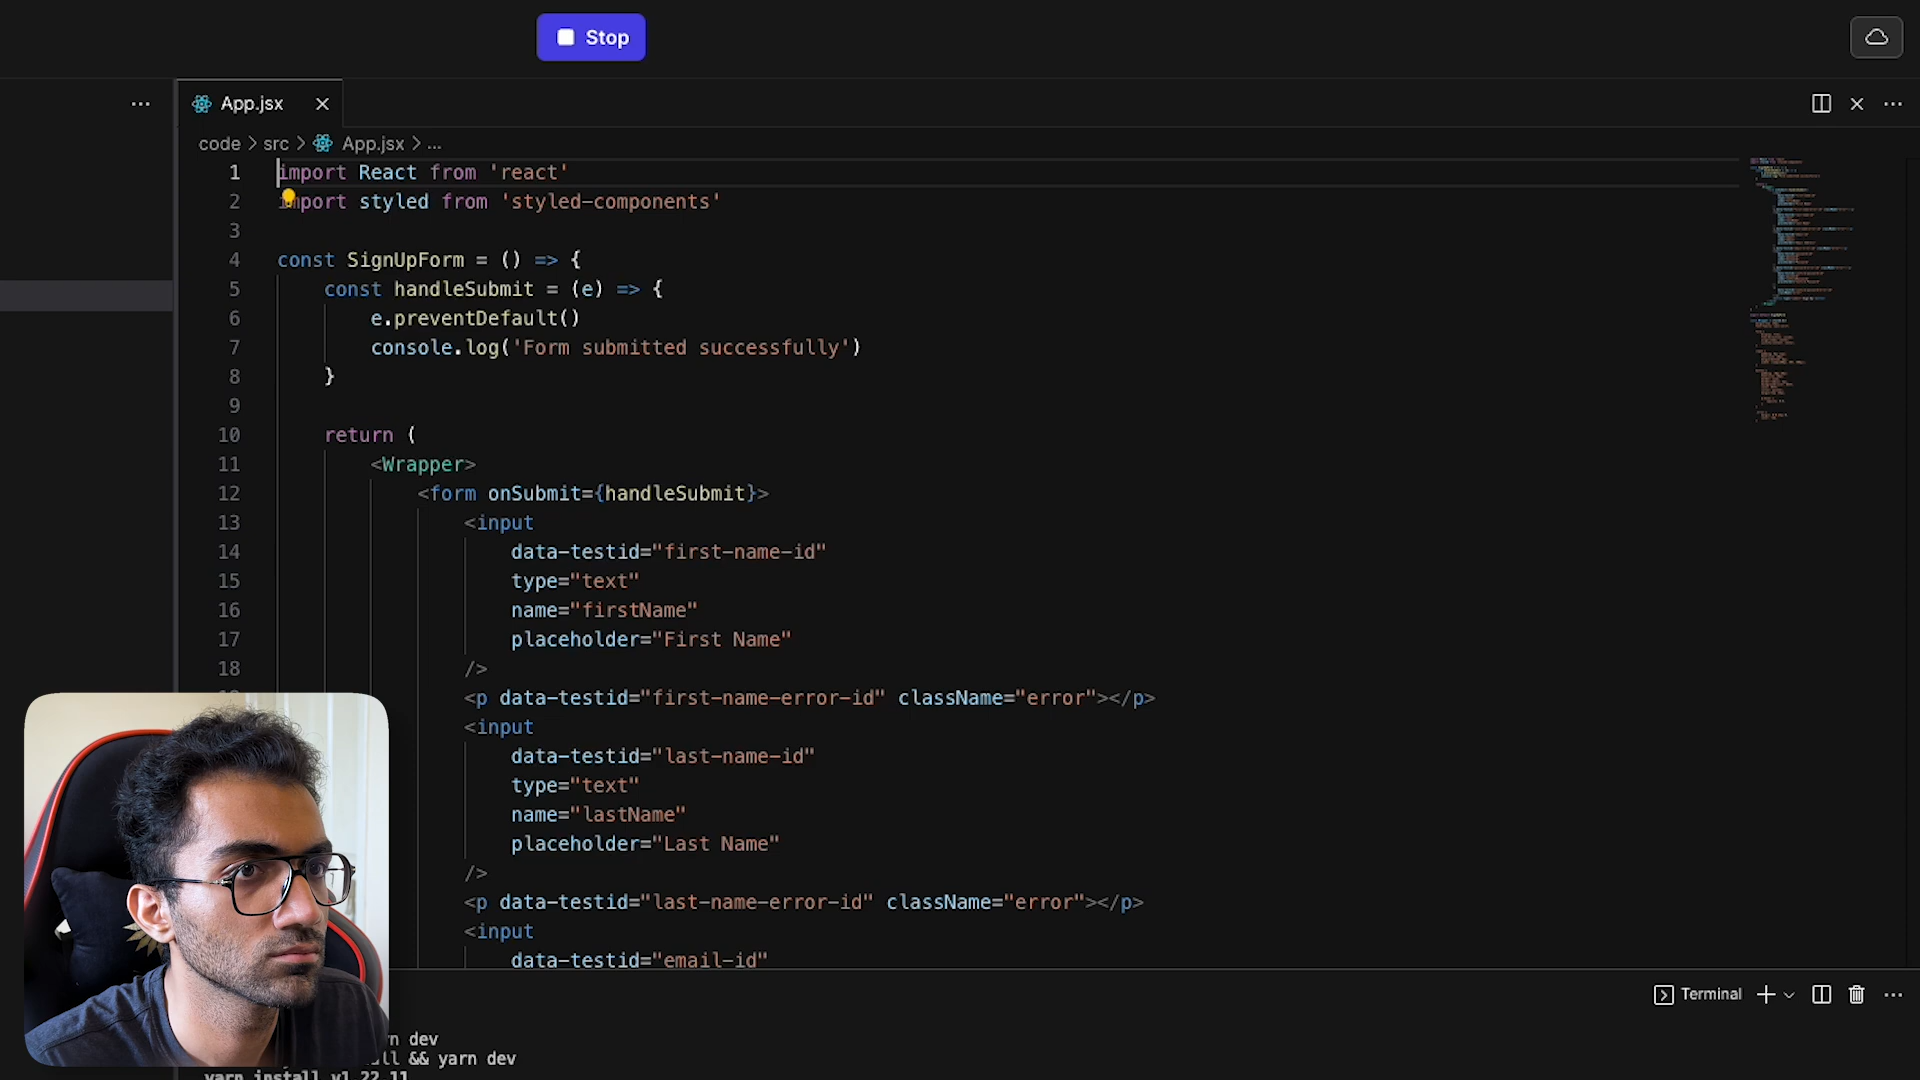 Stop
App.jsx
code > src > App.jsx > ...
1 import React from 'react'
2 import styled from 'styled-components'
3
4 const SignUpForm = () => {
5 const handleSubmit = (e) => {
6 e.preventDefault()
7 console.log('Form submitted successfully')
8 }
9
10 return (
11 <Wrapper>
12 <form onSubmit={handleSubmit}>
13 <input
14 data-testid="first-name-id"
15 type="text"
16 name="firstName"
17 placeholder="First Name"
18 />
<p data-testid="first-name-error-id" className="error"></p>
<input
data-testid="last-name-id"
type="text"
name="lastName"
placeholder="Last Name"
/>
<p data-testid="last-name-error-id" className="error"></p>
<input
data-testid="email-id"
Terminal
dev
&& yarn dev
yarn install v1.22.11